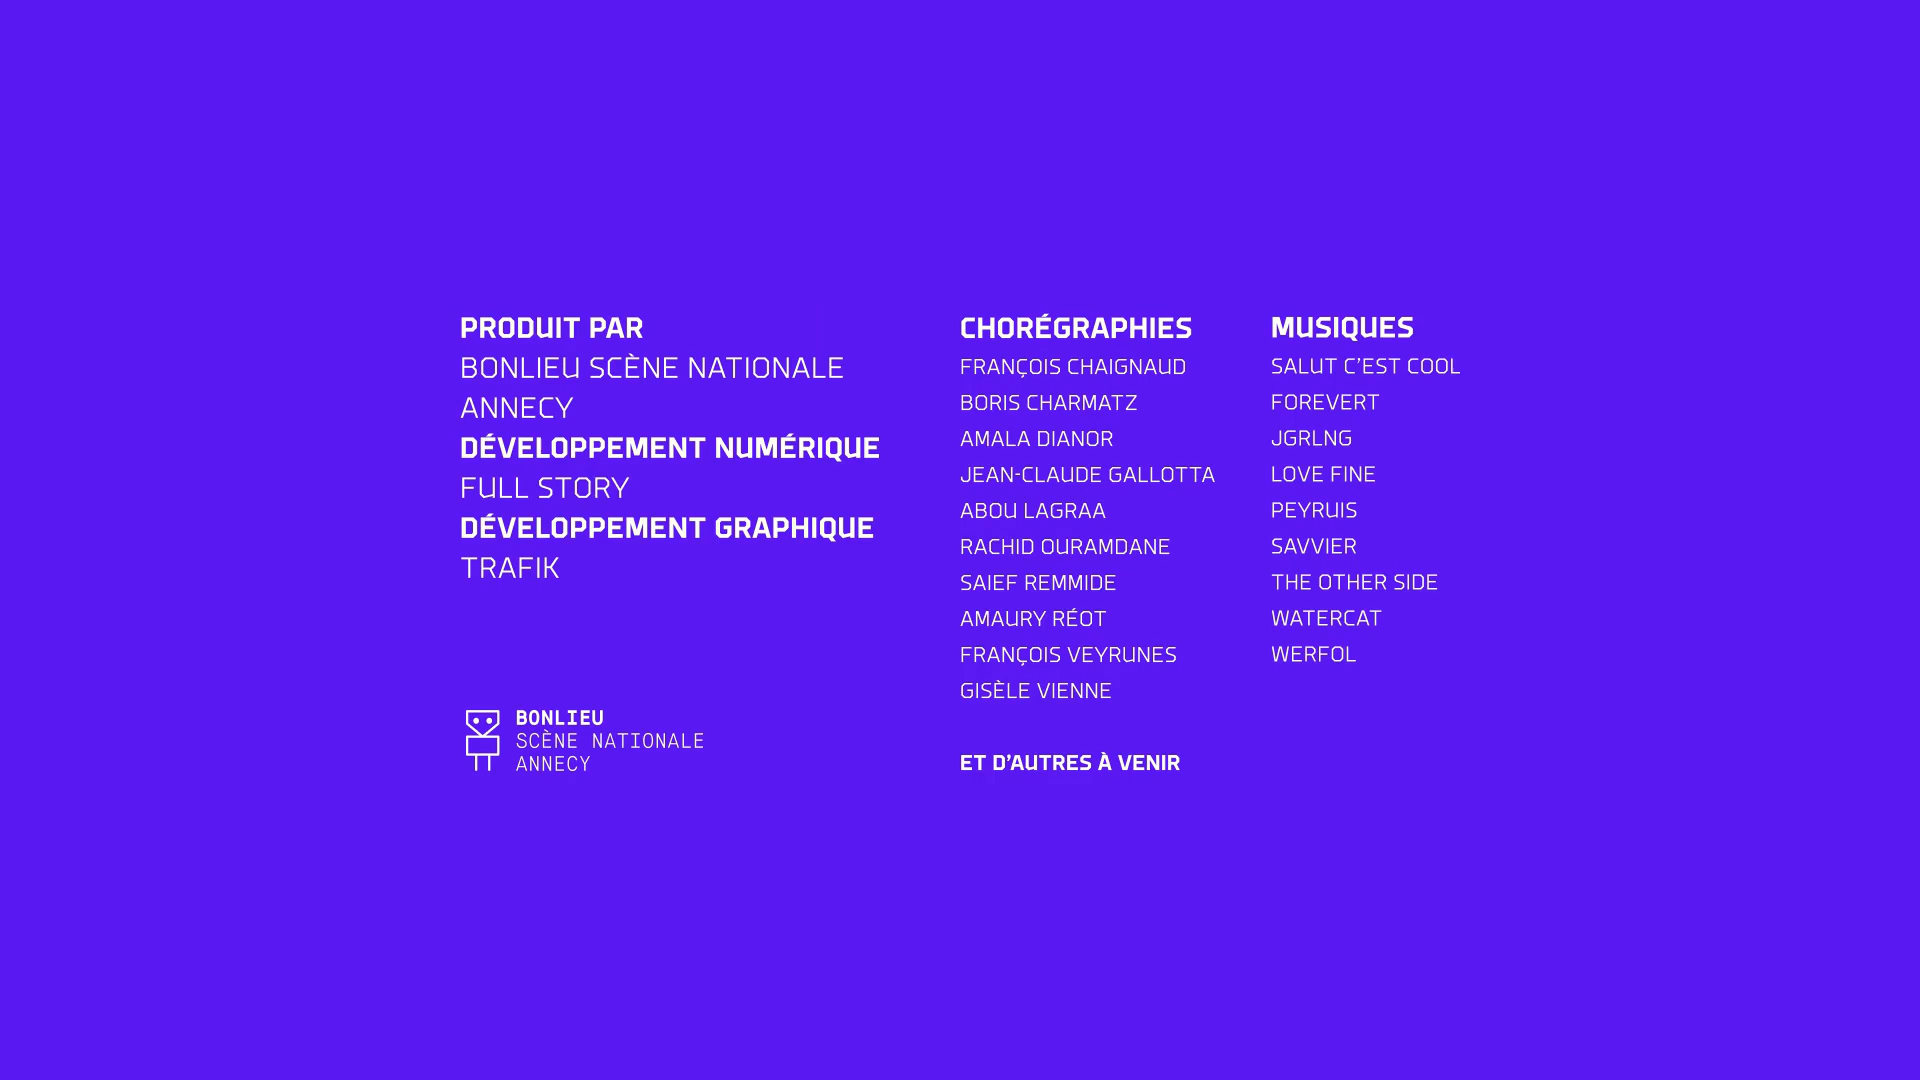 PRODUIT PAR
BONLIEU SCÈNE NATIONALE
ANNECY
DÉVELOPPEMENT NUMÉRIQUE
FULL STORY
DÉVELOPPEMENT GRAPHIQUE
TRAFIK
BONLIEU
SCÈNE NATIONALE
ANNECY
CHORÉGRAPHIES
FRANÇOIS CHAIGNAUD
BORIS CHARMATZ
AMALA DIANOR
JEAN-CLAUDE GALLOTTA
ABOU LAGRAA
RACHID OURAMDANE
SAIEF REMMIDE
AMAURY RÉOT
FRANÇOIS VEYRUNES
GISÈLE VIENNE
ET D’AUTRES À VENIR
MUSIQUES
SALUT C’EST COOL
FOREVERT
JGRLNG
LOVE FINE
PEYRUIS
SAVVIER
THE OTHER SIDE
WATERCAT
WERFOL